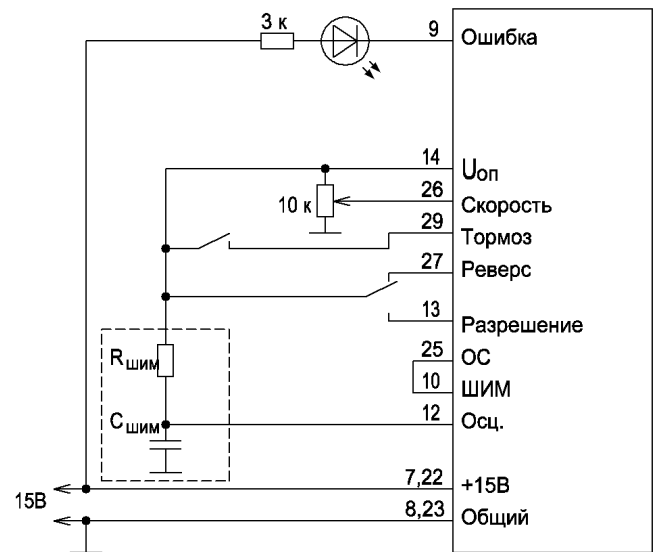 3 к
9 Ошибка
14 Uоп
10 к
26 Скорость
29 Тормоз
27 Реверс
13 Разрешение
Rшим
25 ОС
10 ШИМ
Cшим
12 Осц.
15В
7,22 +15В
8,23 Общий